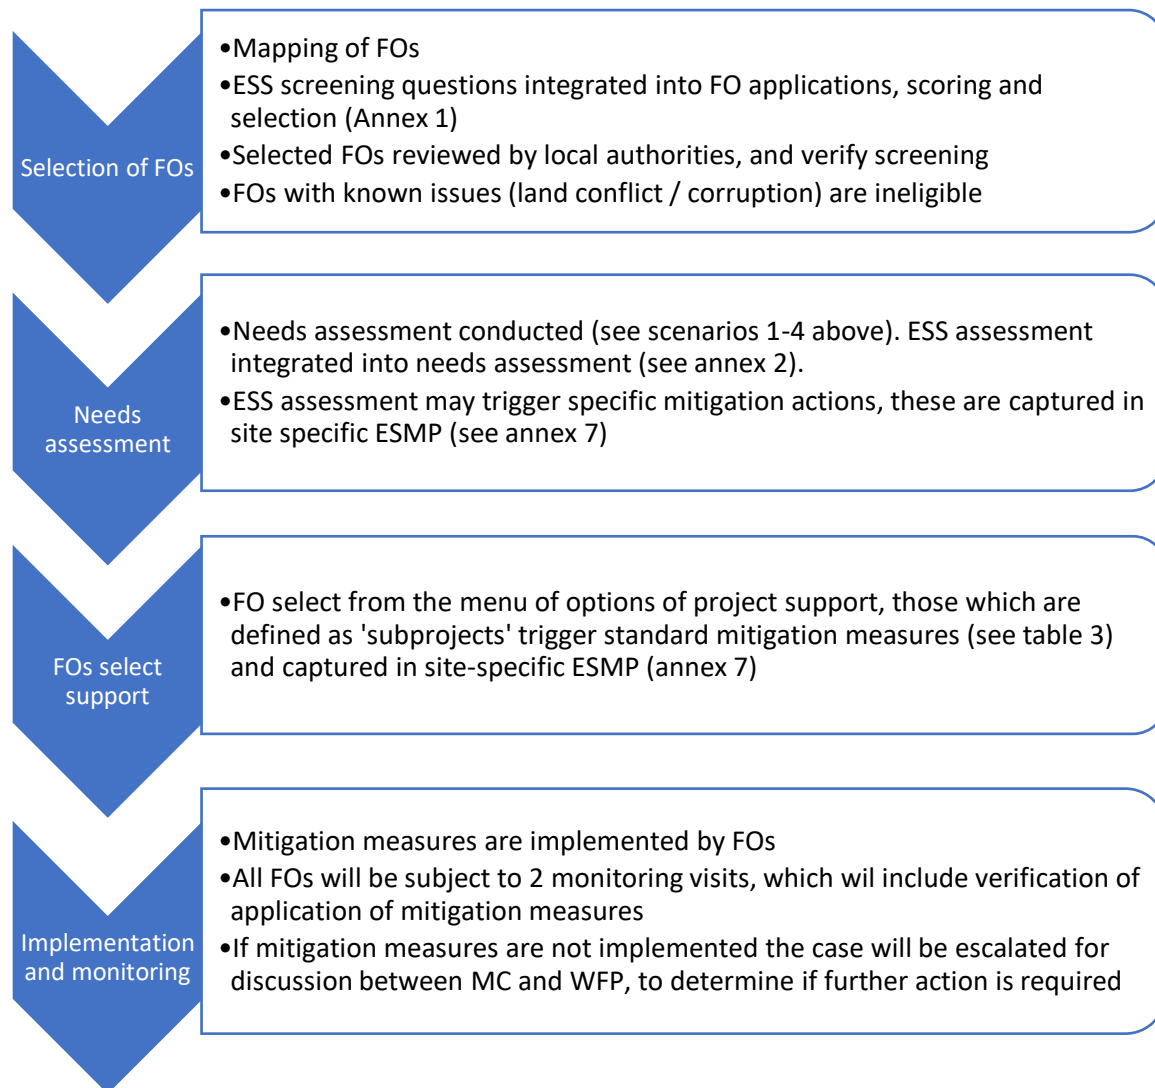 Selection of FOs
•Mapping of FOs
•ESS screening questions integrated into FO applications, scoring and
selection (Annex 1)
•Selected FOs reviewed by local authorities, and verify screening
•FOs with known issues (land conflict / corruption) are ineligible
Needs
assessment
•Needs assessment conducted (see scenarios 1-4 above). ESS assessment
integrated into needs assessment (see annex 2).
•ESS assessment may trigger specific mitigation actions, these are captured in
site specific ESMP (see annex 7)
FOs select
support
•FO select from the menu of options of project support, those which are
defined as 'subprojects' trigger standard mitigation measures (see table 3)
and captured in site-specific ESMP (annex 7)
Implementation
and monitoring
•Mitigation measures are implemented by FOs
•All FOs will be subject to 2 monitoring visits, which wil include verification of
application of mitigation measures
•If mitigation measures are not implemented the case will be escalated for
discussion between MC and WFP, to determine if further action is required